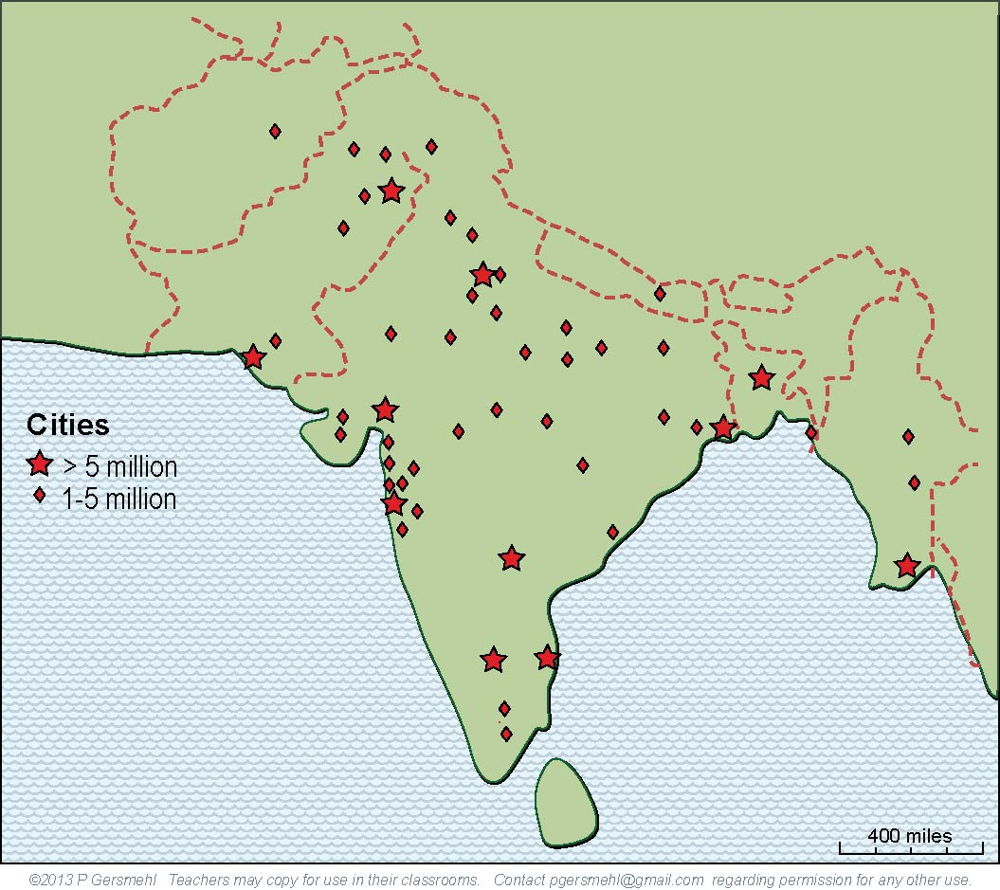 Cities
> 5 million
1-5 million
400 miles
©2013 P Gersmehl Teachers may copy for use in their classrooms. Contact pgersmehl@gmail.com regarding permission for any other use.